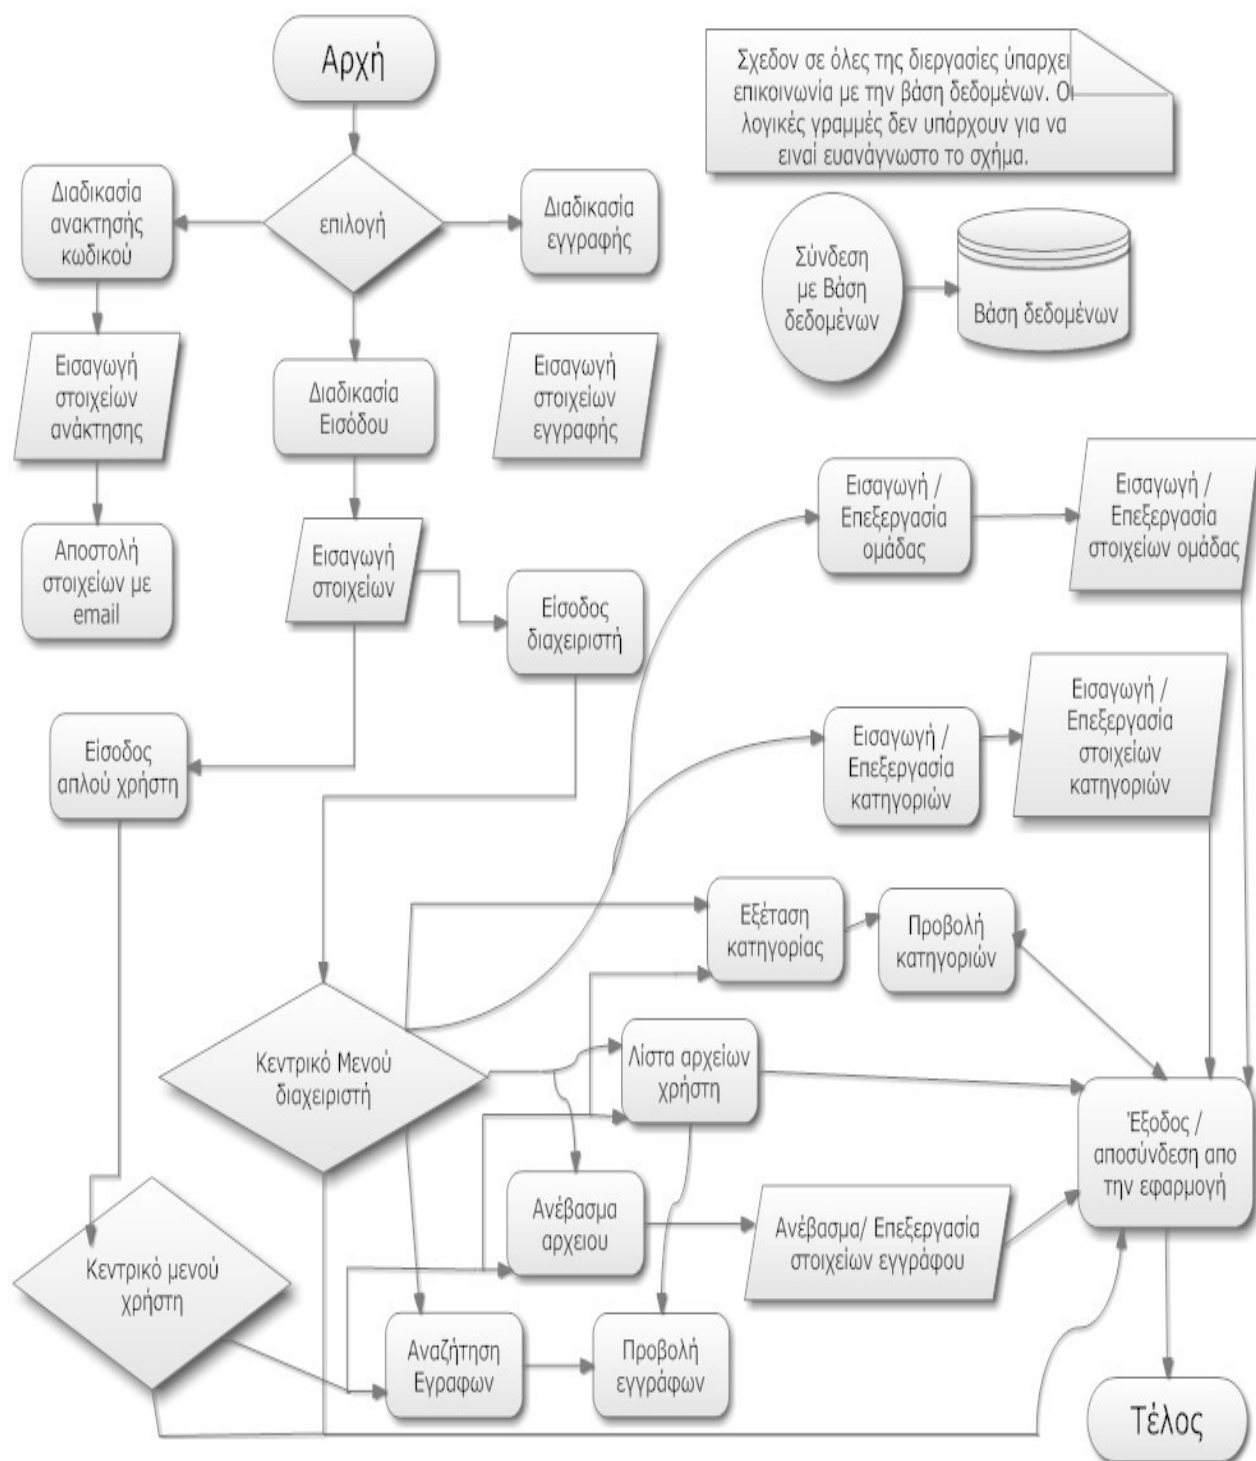 Αρχή
Σχεδον σε όλες της διεργασίες ύπαρχει
επικοινωνία με την βάση δεδομένων. Οι
λογικές γραμμές δεν υπάρχουν για να
ειναί ευανάγνωστο το σχήμα.
Διαδικασία
ανακτησής
κωδικού
επιλογή
Διαδικασία
εγγραφής
Σύνδεση
με Βάση
δεδομένων
Βάση δεδομένων
Εισαγωγή
στοιχείων
ανάκτησης
Διαδικασία
Εισόδου
Εισαγωγή
στοιχείων
εγγραφής
Εισαγωγή /
Επεξεργασία
ομάδας
Εισαγωγή /
Επεξεργασία
στοιχείων ομάδας
Αποστολή
στοιχείων με
email
Εισαγωγή
στοιχείων
Είσοδος
διαχειριστή
Είσοδος
απλού χρήστη
Εισαγωγή /
Επεξεργασία
κατηγοριών
Εισαγωγή /
Επεξεργασία
στοιχείων
κατηγοριών
Εξέταση
κατηγορίας
Προβολή
κατηγοριών
Κεντρικό Μενού
διαχειριστή
Λίστα αρχείων
χρήστη
Έξοδος /
αποσύνδεση απο
την εφαρμογή
Ανέβασμα
αρχειου
Ανέβασμα/ Επεξεργασία
στοιχείων εγγράφου
Κεντρικό μενού
χρήστη
Αναζήτηση
Εγραφων
Προβολή
εγγράφων
Τέλος